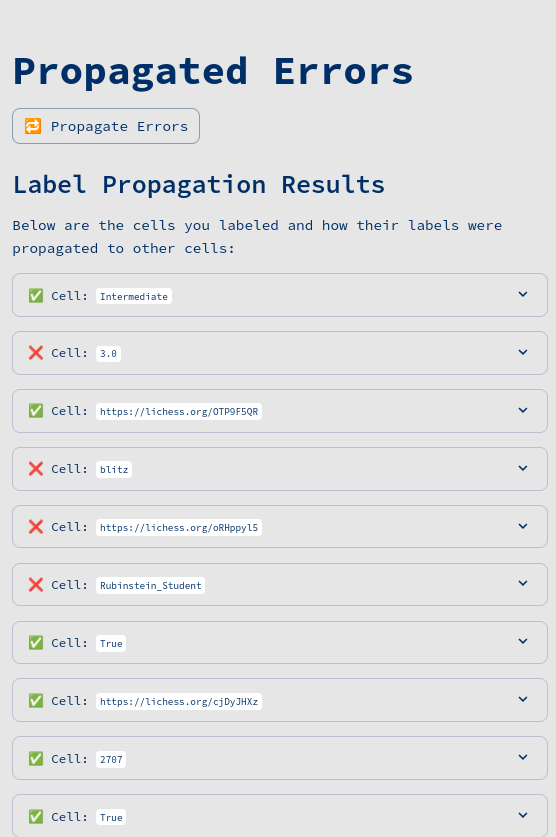 Propagated Errors
🔁 Propagate Errors
Label Propagation Results
Below are the cells you labeled and how their labels were
propagated to other cells:
✅ Cell: Intermediate
❌ Cell: 3.0
✅ Cell: https://lichess.org/OTP9F5QR
❌ Cell: blitz
❌ Cell: https://lichess.org/oRHppyl5
❌ Cell: Rubinstein_Student
✅ Cell: True
✅ Cell: https://lichess.org/cjDyJHXz
✅ Cell: 2707
✅ Cell: True